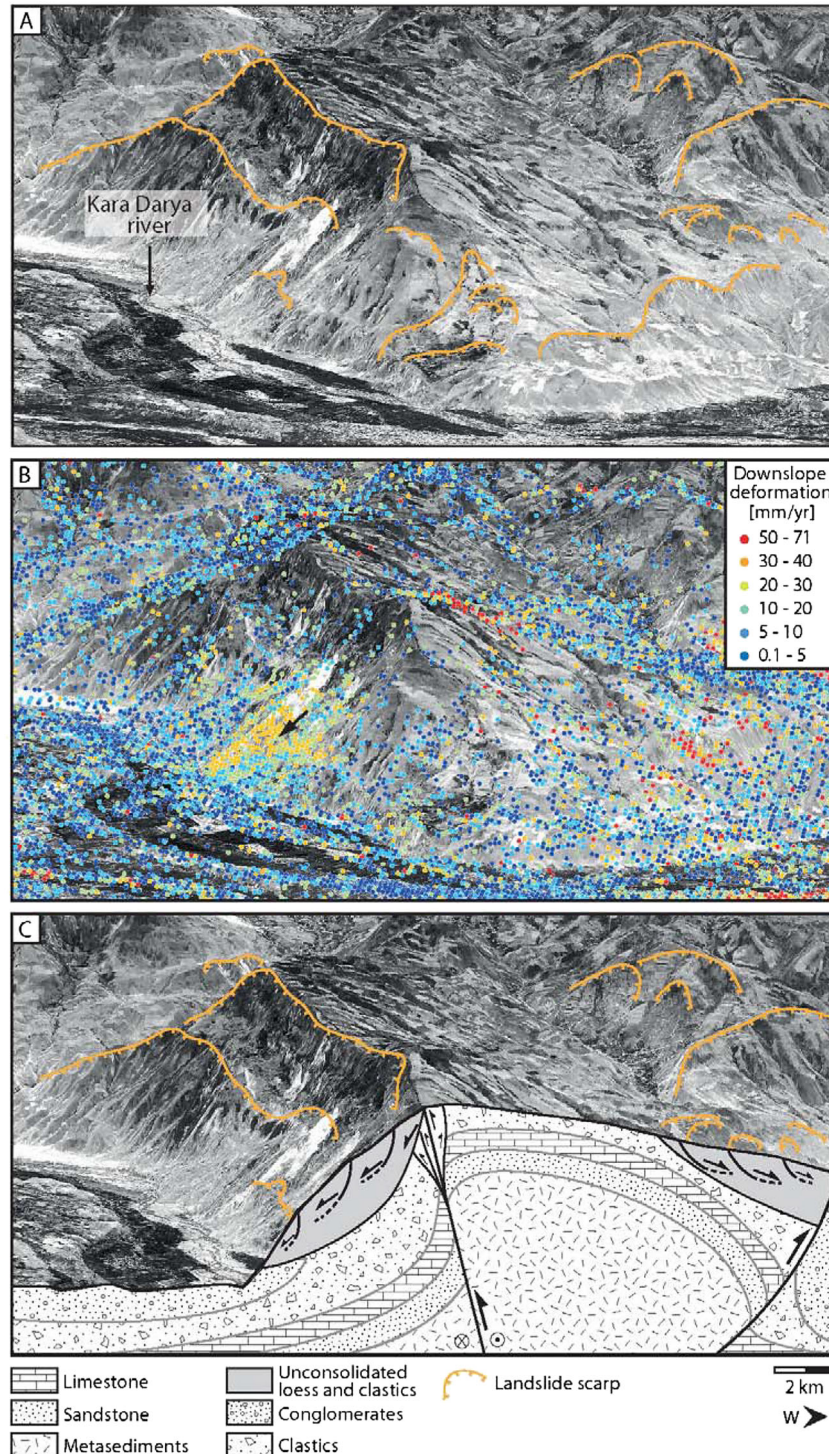 A
Kara Darya
river
B
Downslope
deformation
[mm/yr]
50 - 71
30 - 40
20 - 30
10 - 20
5 - 10
0.1 - 5
C
Limestone
Sandstone
Metasediments
Unconsolidated
loess and clastics
Conglomerates
Clastics
Landslide scarp
2 km
W